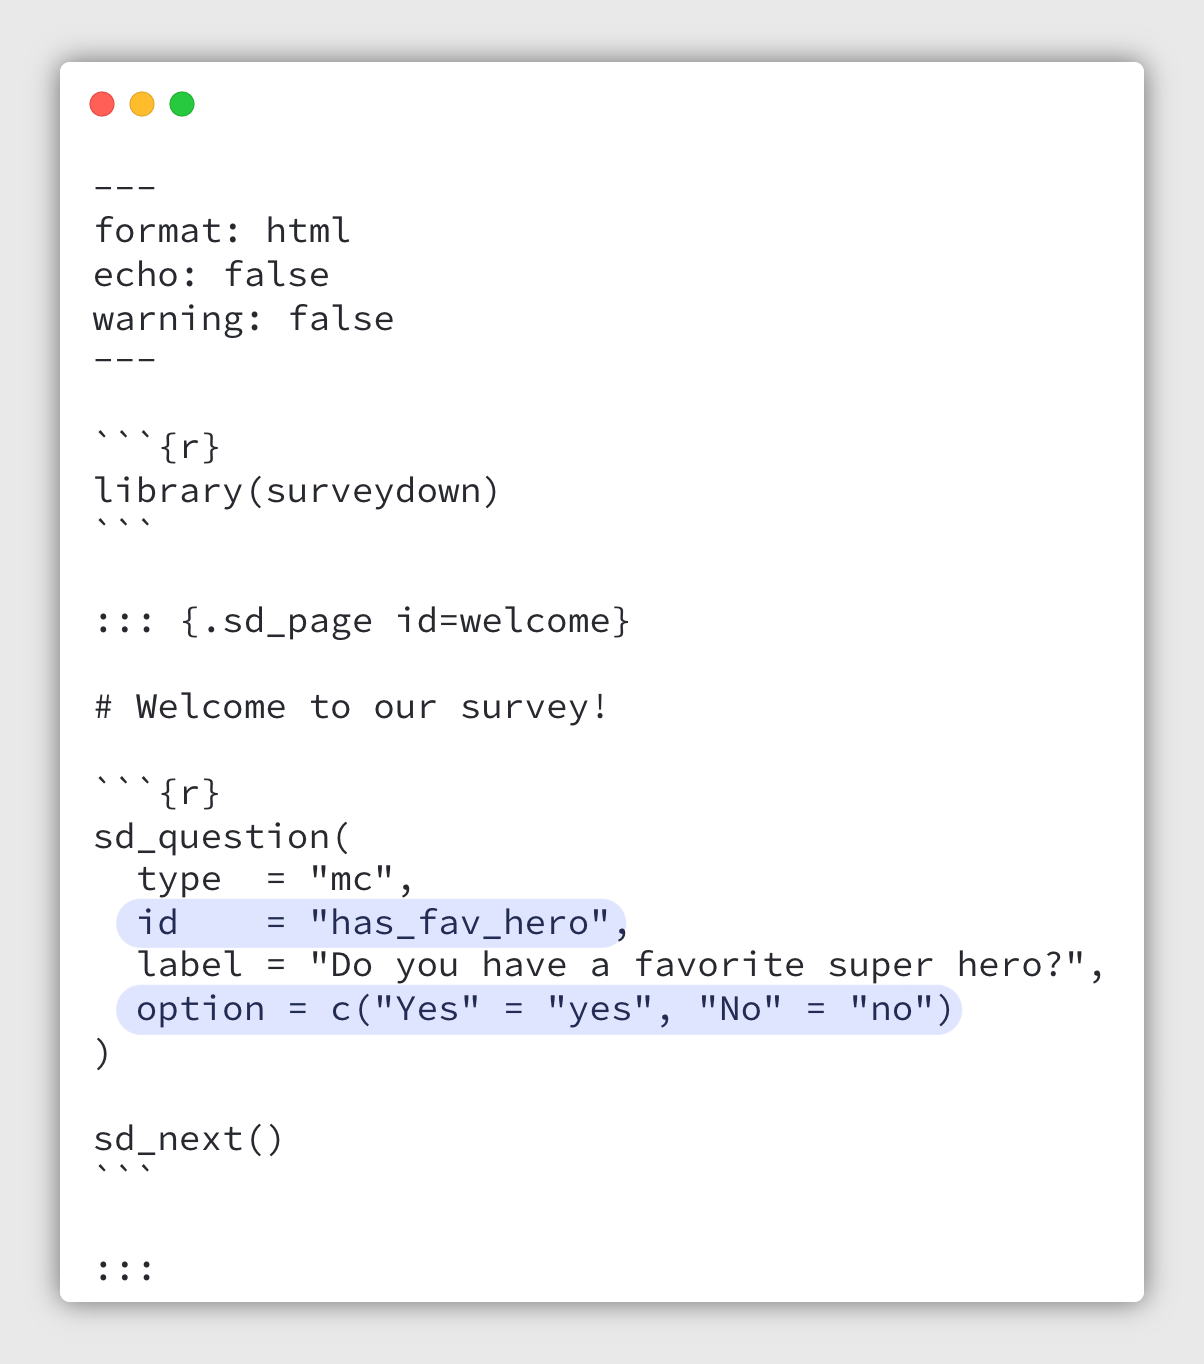 ---
format: html
echo: false
warning: false
---

```{r}
library(surveydown)
```

::: {.sd_page id=welcome}

# Welcome to our survey!

```{r}
sd_question(
  type  = "mc",
  id    = "has_fav_hero",
  label = "Do you have a favorite super hero?",
  option = c("Yes" = "yes", "No" = "no")
)

sd_next()
```

:::